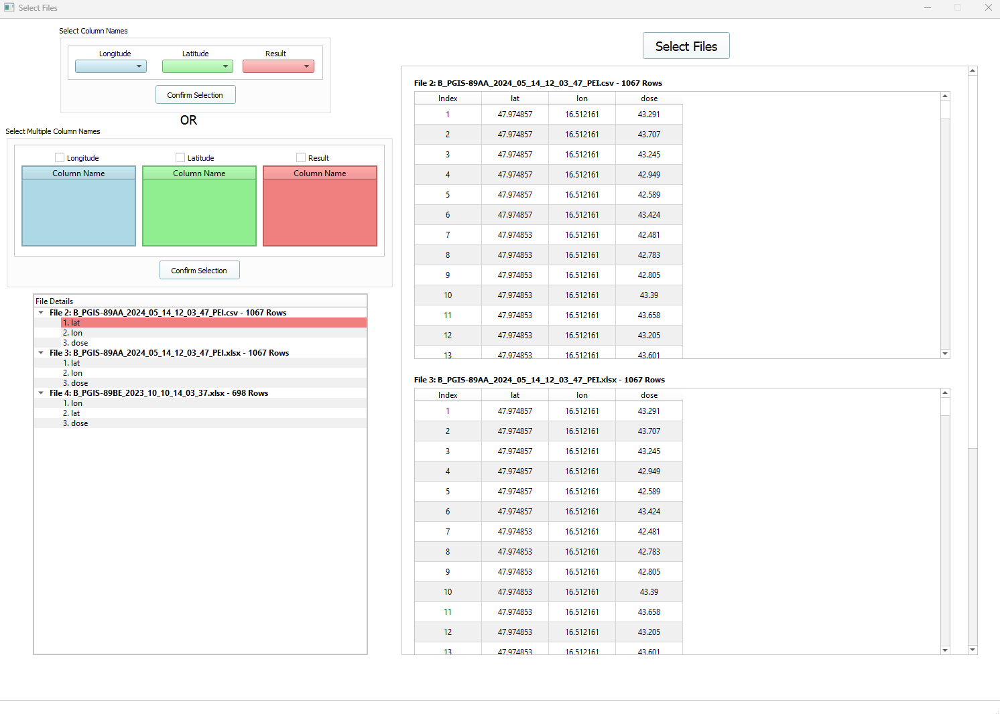 Select Files
Select Column Names
Longitude Latitude Result
Confirm Selection
OR
Select Multiple Column Names
Longitude Latitude Result
Column Name Column Name Column Name
Confirm Selection
File Details
File 2: B_PGIS-89AA_2024_05_14_12_03_47_PEI.csv - 1067 Rows
1. lat
2. lon
3. dose
File 3: B_PGIS-89AA_2024_05_14_12_03_47_PEI.xlsx - 1067 Rows
1. lat
2. lon
3. dose
File 4: B_PGIS-89BE_2023_10_10_14_03_37.xlsx - 698 Rows
1. lon
2. lat
3. dose
Select Files
File 2: B_PGIS-89AA_2024_05_14_12_03_47_PEI.csv - 1067 Rows
Index lat lon dose
1 47.974857 16.512161 43.291
2 47.974857 16.512161 43.707
3 47.974857 16.512161 43.245
4 47.974857 16.512161 42.949
5 47.974857 16.512161 42.589
6 47.974857 16.512161 43.424
7 47.974853 16.512161 42.481
8 47.974853 16.512161 42.783
9 47.974853 16.512161 42.805
10 47.974853 16.512161 43.39
11 47.974853 16.512161 43.658
12 47.974853 16.512161 43.205
13 47.974853 16.512161 43.601
File 3: B_PGIS-89AA_2024_05_14_12_03_47_PEI.xlsx - 1067 Rows
Index lat lon dose
1 47.974857 16.512161 43.291
2 47.974857 16.512161 43.707
3 47.974857 16.512161 43.245
4 47.974857 16.512161 42.949
5 47.974857 16.512161 42.589
6 47.974857 16.512161 43.424
7 47.974853 16.512161 42.481
8 47.974853 16.512161 42.783
9 47.974853 16.512161 42.805
10 47.974853 16.512161 43.39
11 47.974853 16.512161 43.658
12 47.974853 16.512161 43.205
13 47.974853 16.512161 43.601